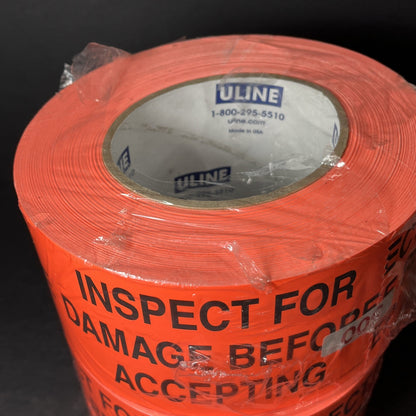 ULINE
1-800-295-5510
uline.com
Made in USA
ULINE
INSPECT FOR
DAMAGE BEFORE
ACCEPTING